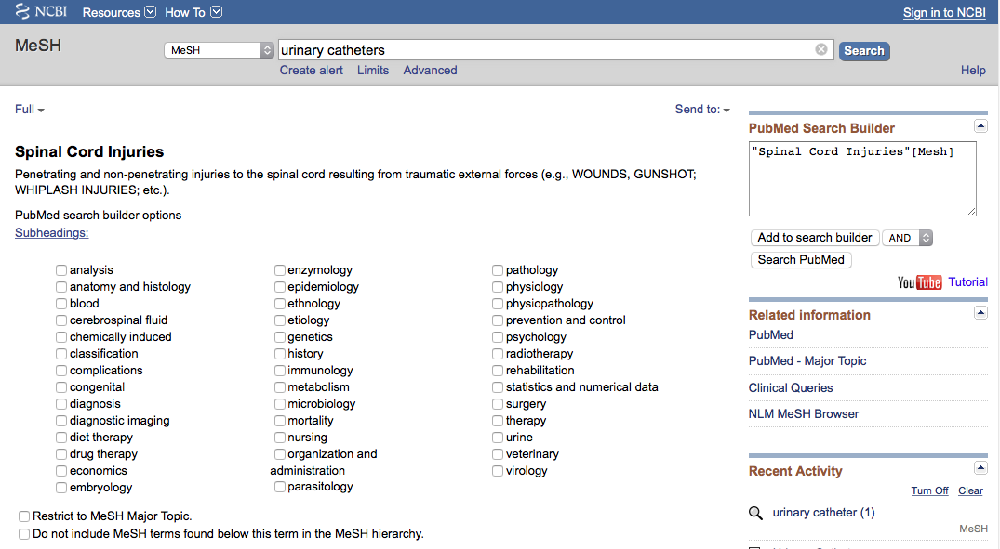 NCBI Resources How To Sign in to NCBI
MeSH
MeSH urinary catheters Search
Create alert Limits Advanced Help
Full Send to:
Spinal Cord Injuries
Penetrating and non-penetrating injuries to the spinal cord resulting from traumatic external forces (e.g., WOUNDS, GUNSHOT;
WHIPLASH INJURIES; etc.).
PubMed search builder options
Subheadings:
analysis
anatomy and histology
blood
cerebrospinal fluid
chemically induced
classification
complications
congenital
diagnosis
diagnostic imaging
diet therapy
drug therapy
economics
embryology
enzymology
epidemiology
ethnology
etiology
genetics
history
immunology
metabolism
microbiology
mortality
nursing
organization and
administration
parasitology
pathology
physiology
physiopathology
prevention and control
psychology
radiotherapy
rehabilitation
statistics and numerical data
surgery
therapy
urine
veterinary
virology
Restrict to MeSH Major Topic.
Do not include MeSH terms found below this term in the MeSH hierarchy.
PubMed Search Builder
"Spinal Cord Injuries"[Mesh]
Add to search builder AND
Search PubMed
YouTube Tutorial
Related information
PubMed
PubMed - Major Topic
Clinical Queries
NLM MeSH Browser
Recent Activity
Turn Off Clear
urinary catheter (1)
MeSH